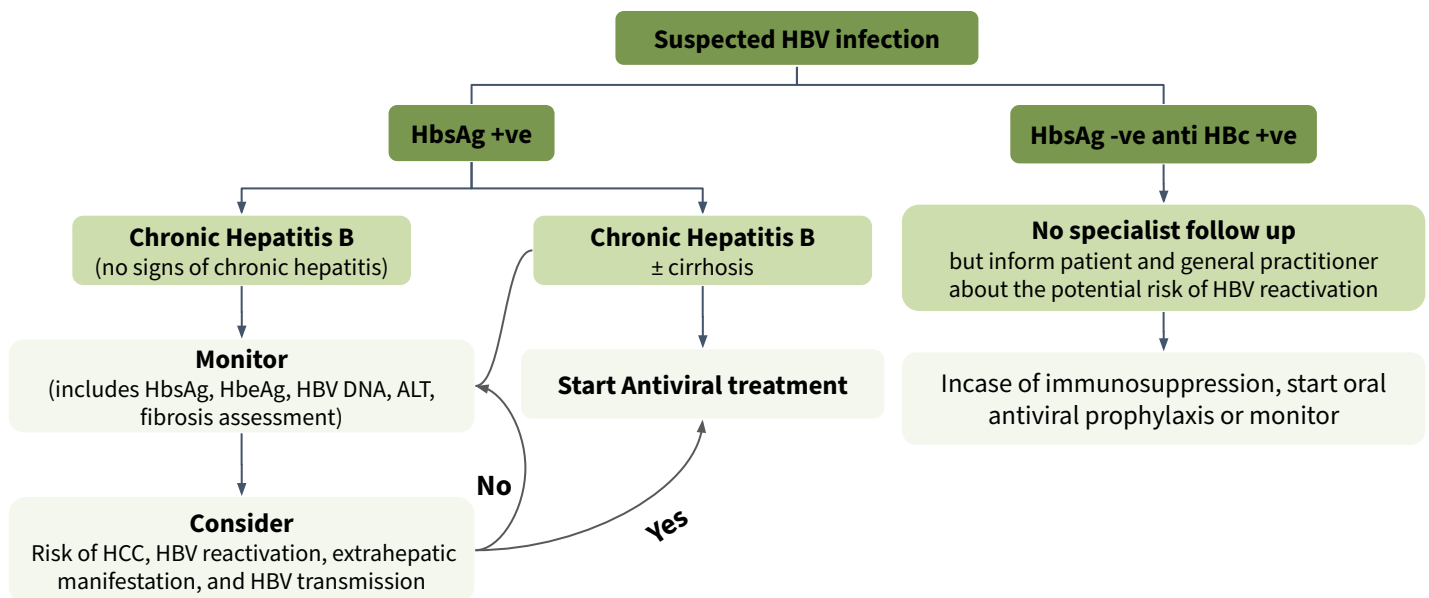 Suspected HBV infection
HbsAg +ve
HbsAg -ve anti HBc +ve
Chronic Hepatitis B
(no signs of chronic hepatitis)
Chronic Hepatitis B
± cirrhosis
No specialist follow up
but inform patient and general practitioner
about the potential risk of HBV reactivation
Monitor
(includes HbsAg, HbeAg, HBV DNA, ALT,
fibrosis assessment)
Start Antiviral treatment
Incase of immunosuppression, start oral
antiviral prophylaxis or monitor
No
Yes
Consider
Risk of HCC, HBV reactivation, extrahepatic
manifestation, and HBV transmission